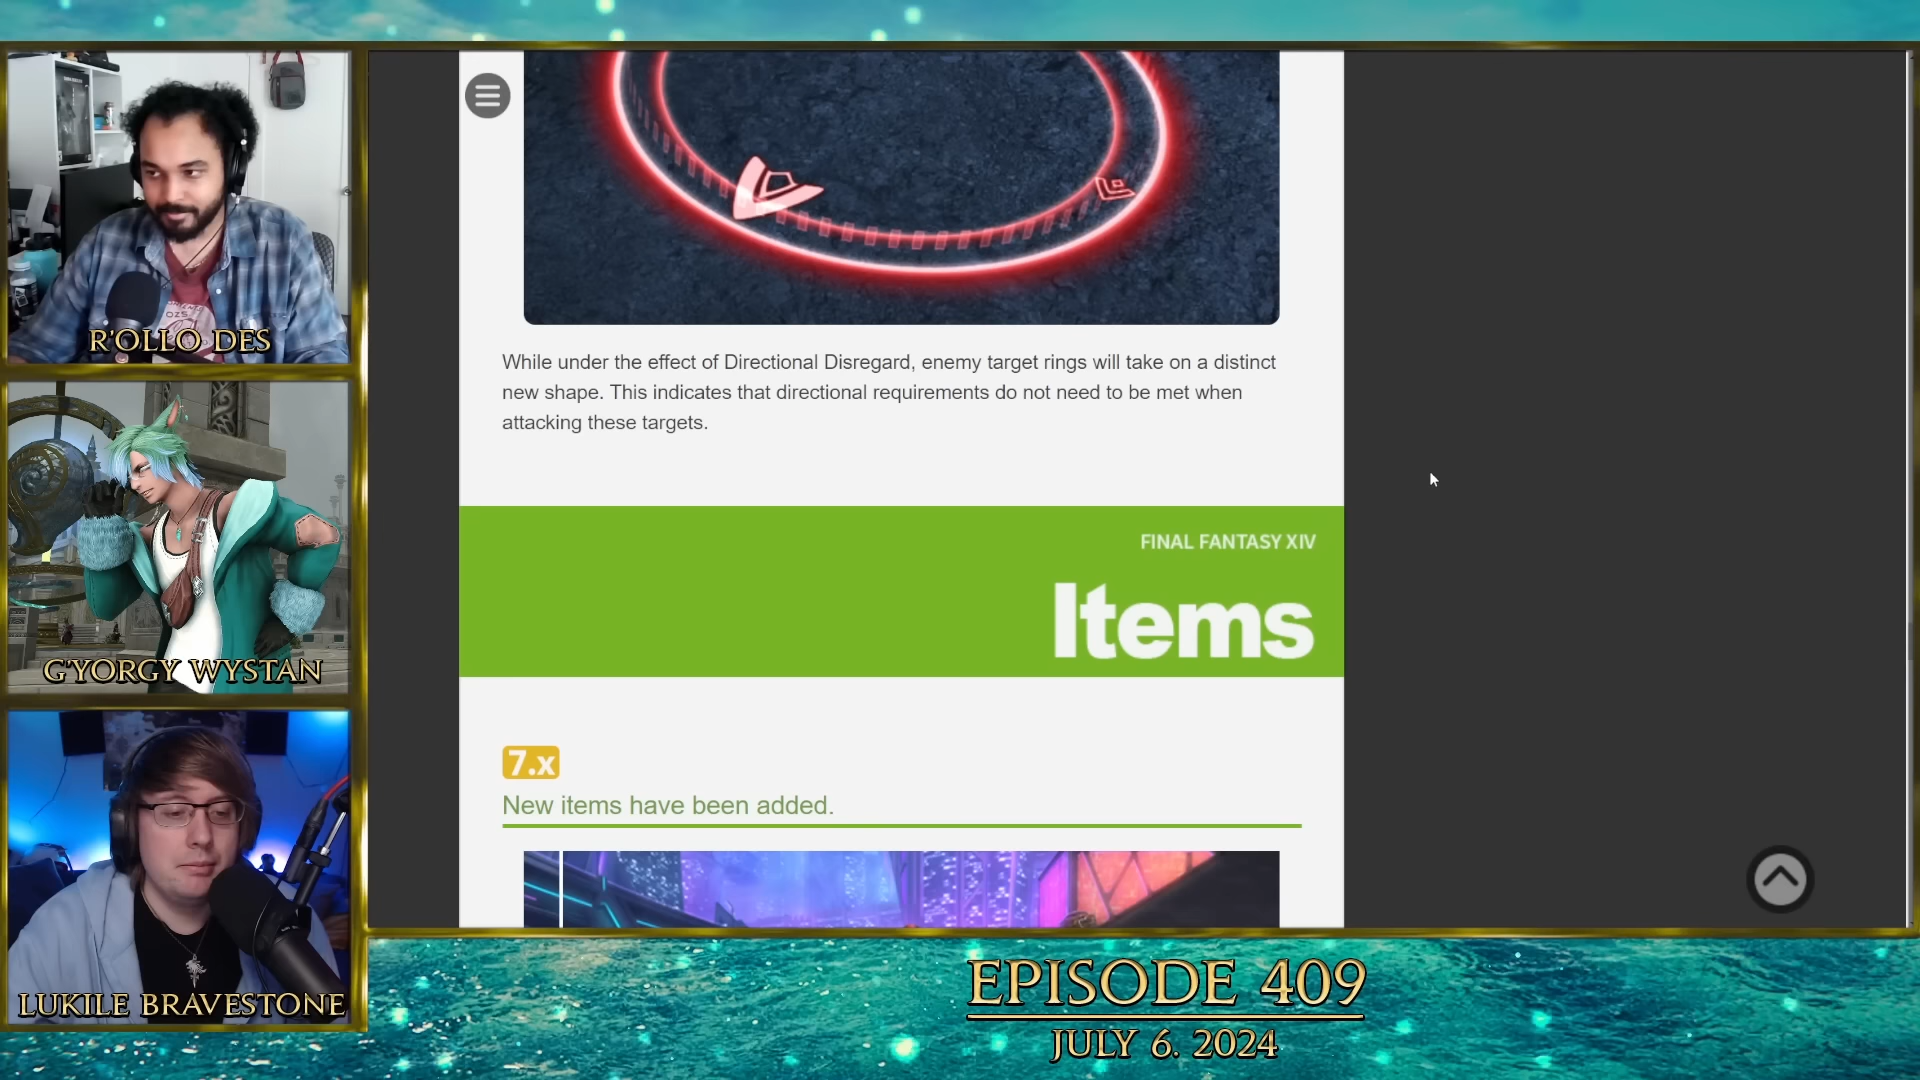 R'OLLO DES
G'YORGY WYSTAN
LUKILE BRAVESTONE
While under the effect of Directional Disregard, enemy target rings will take on a distinct
new shape. This indicates that directional requirements do not need to be met when
attacking these targets.
FINAL FANTASY XIV
Items
7.x
New items have been added.
EPISODE 409
JULY 6. 2024